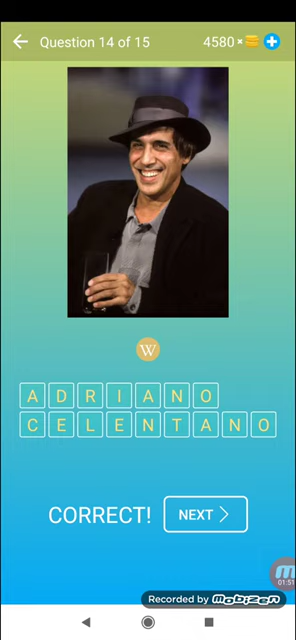 Question 14 of 15
4580 ×
W
ADRIANO
CELENTANO
CORRECT!
NEXT
01:51
Recorded by mobizen